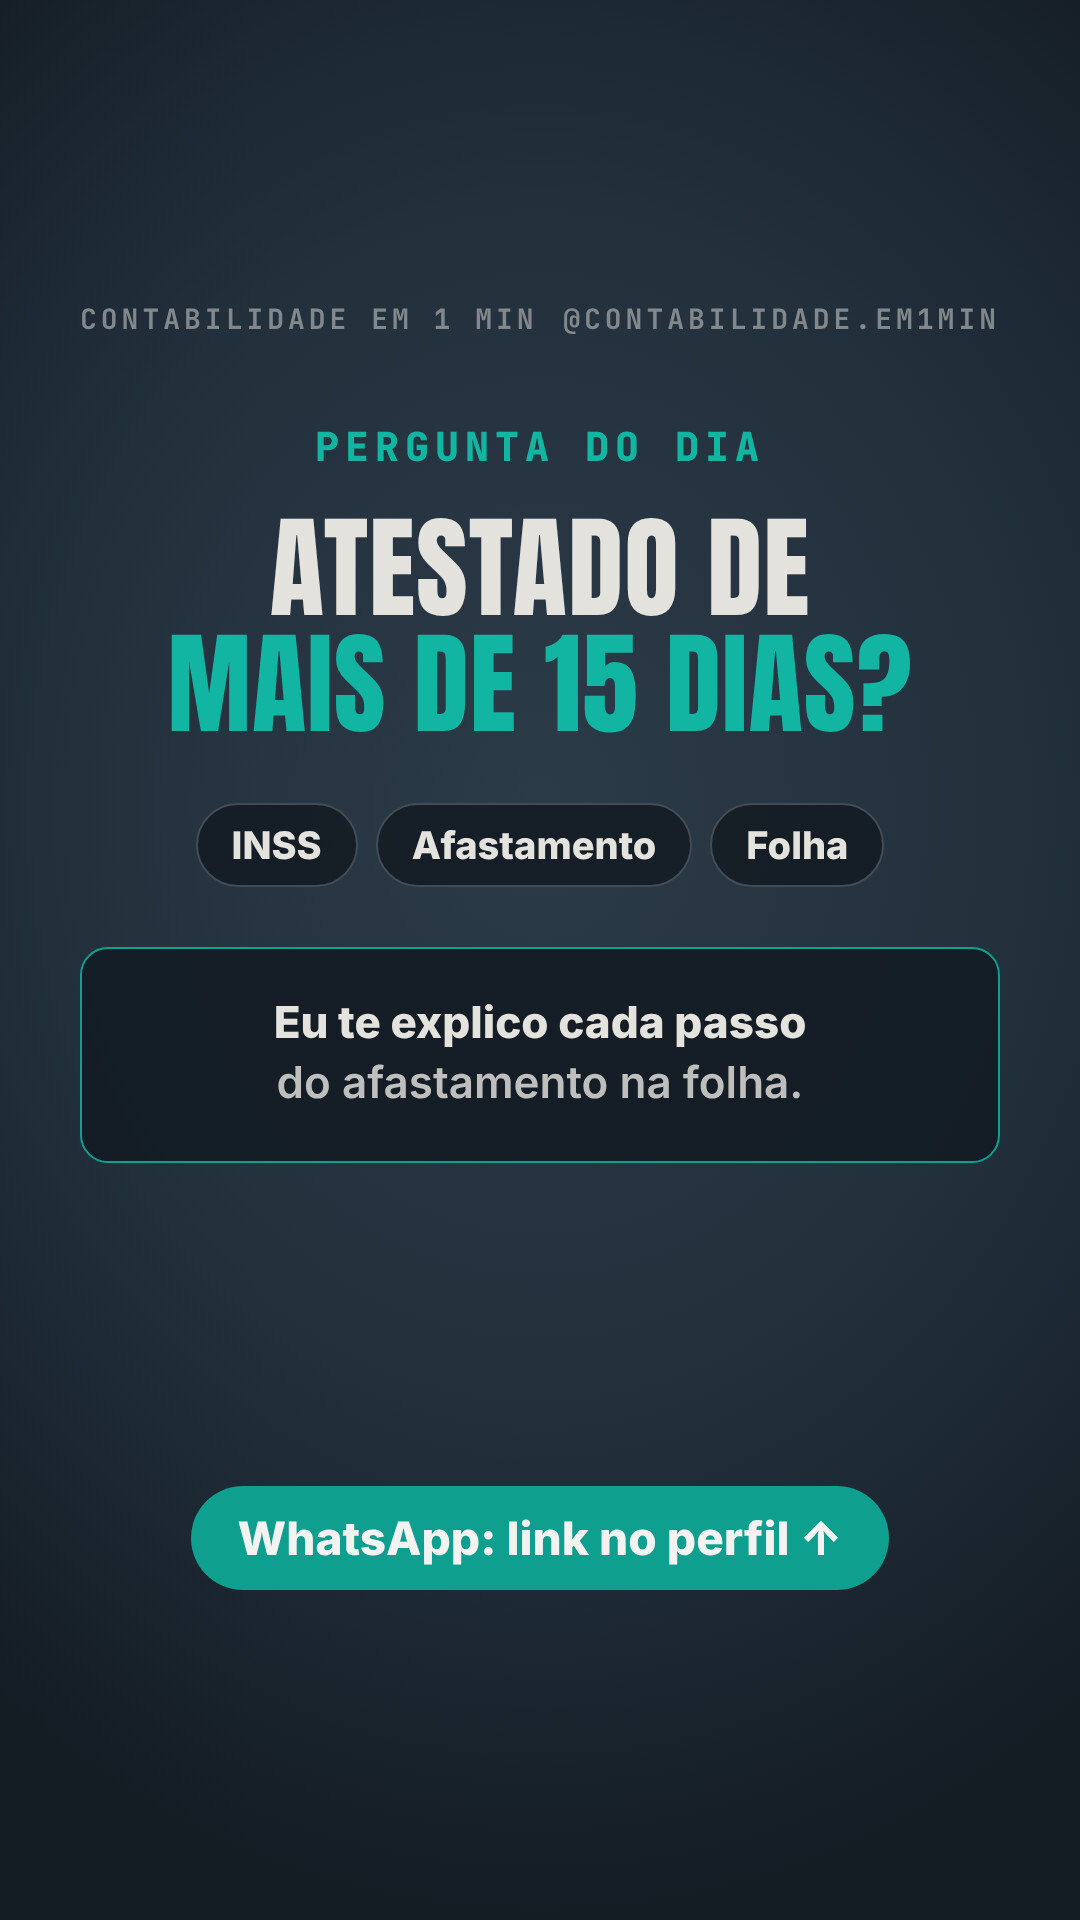 CONTABILIDADE EM 1 MIN @CONTABILIDADE.EM1MIN
PERGUNTA DO DIA
ATESTADO DE
MAIS DE 15 DIAS?
INSS Afastamento Folha
Eu te explico cada passo
do afastamento na folha.
WhatsApp: link no perfil ↑